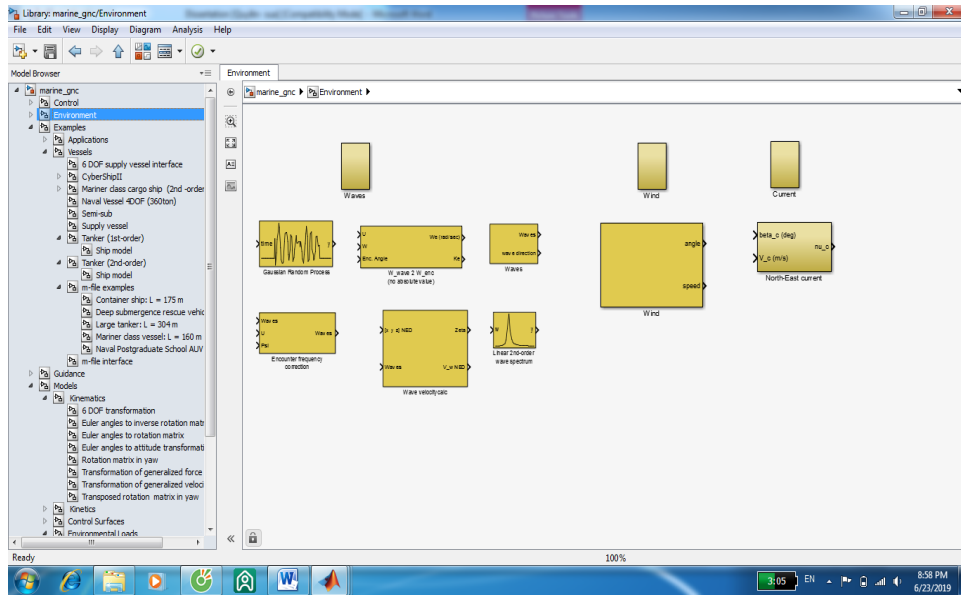 Library: marine_gnc/Environment
File Edit View Display Diagram Analysis Help
Model Browser
Environment
marine_gnc Environment
marine_gnc
Control
Environment
Examples
Applications
Vessels
6 DOF supply vessel interface
CyberShipII
Mariner class cargo ship (2nd -order
Naval Vessel 4DOF (360ton)
Semi-sub
Supply vessel
Tanker (1st-order)
Ship model
Tanker (2nd-order)
Ship model
m-file examples
Container ship: L = 175 m
Deep submergence rescue vehic
Large tanker: L = 304 m
Mariner class vessel: L = 160 m
Naval Postgraduate School AUV
m-file interface
Guidance
Models
Kinematics
6 DOF transformation
Euler angles to inverse rotation mat
Euler angles to rotation matrix
Euler angles to attitude transformati
Rotation matrix in yaw
Transformation of generalized force
Transformation of generalized veloci
Transposed rotation matrix in yaw
Kinetics
Control Surfaces
Environmental Loads
Waves
Wind
Current
time
y
Gaussian Random Process
U
W
Enc. Angle
We (rad/sec)
Ke
W_wave 2 W_enc
(no absolute value)
Waves
wave direction
Waves
angle
speed
Wind
beta_c (deg)
V_c (m/s)
nu_c
North-East current
Waves
U
Psi
Waves
Encounter frequency
correction
[x y z] NED
Waves
Zeta
V_w NED
Wave velocity calc
w
y
Linear 2nd-order
wave spectrum
Ready
100%
3:05
EN
8:58 PM
6/23/2019